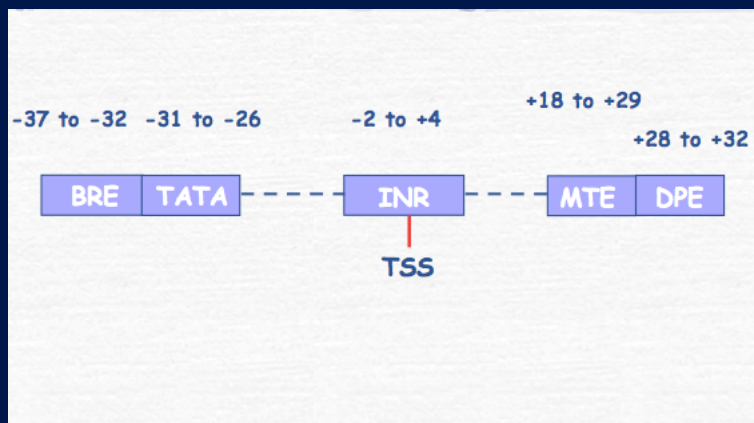 +18 to +29
-37 to -32 -31 to -26 -2 to +4
+28 to +32
BRE TATA INR MTE DPE
TSS